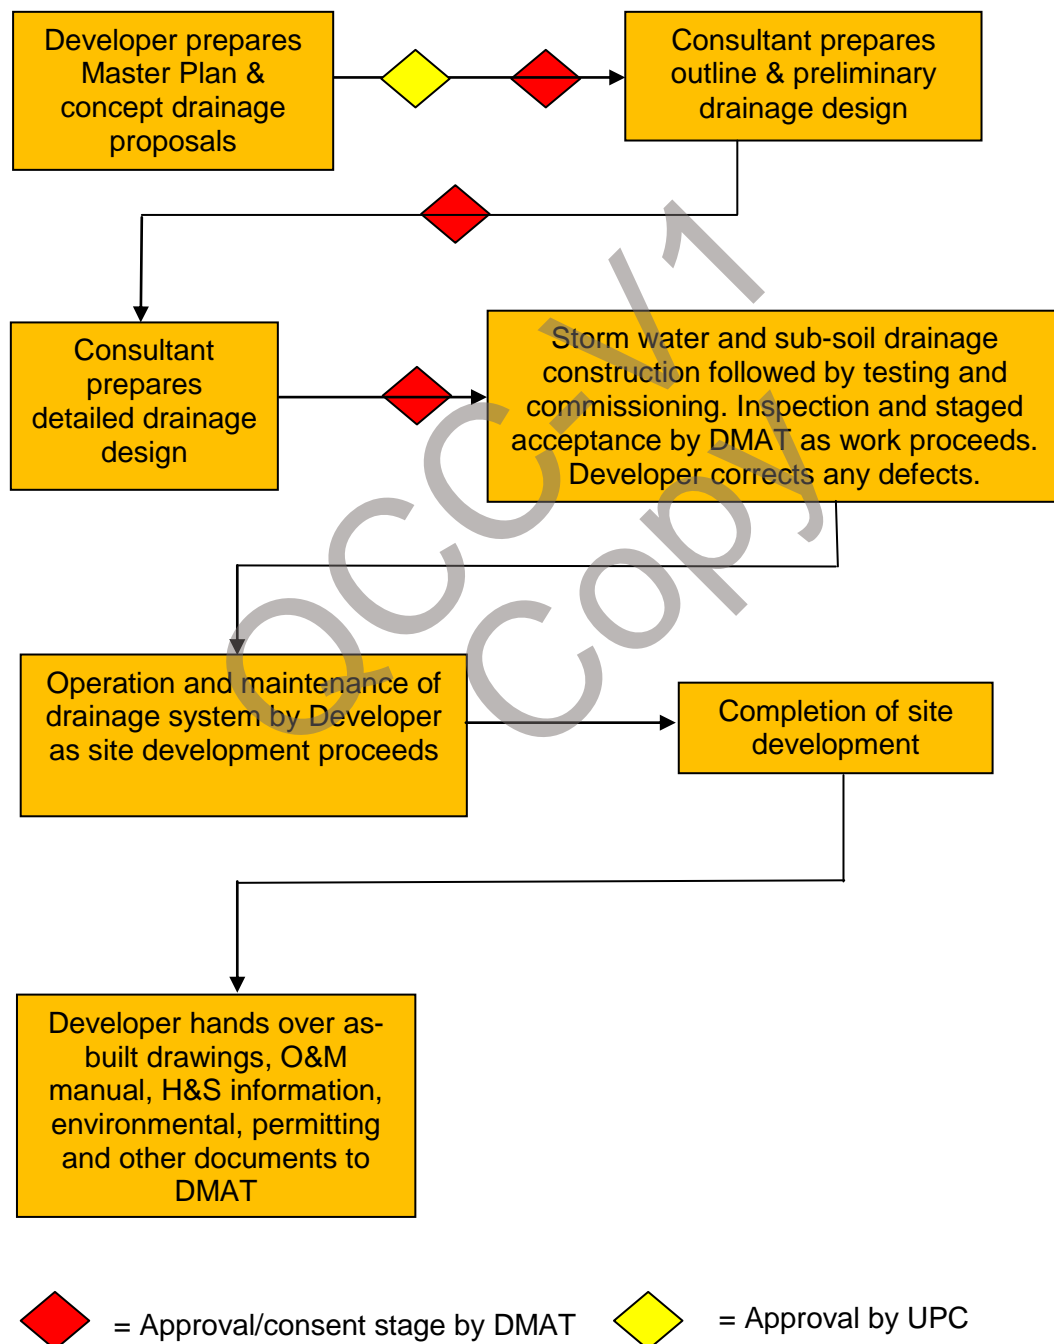 Developer prepares
Master Plan &
concept drainage
proposals
Consultant prepares
outline & preliminary
drainage design
Consultant
prepares
detailed drainage
design
Storm water and sub-soil drainage
construction followed by testing and
commissioning. Inspection and staged
acceptance by DMAT as work proceeds.
Developer corrects any defects.
Operation and maintenance of
drainage system by Developer
as site development proceeds
Completion of site
development
Developer hands over as-
built drawings, O&M
manual, H&S information,
environmental, permitting
and other documents to
DMAT
= Approval/consent stage by DMAT
= Approval by UPC
QCC-V1
Copy